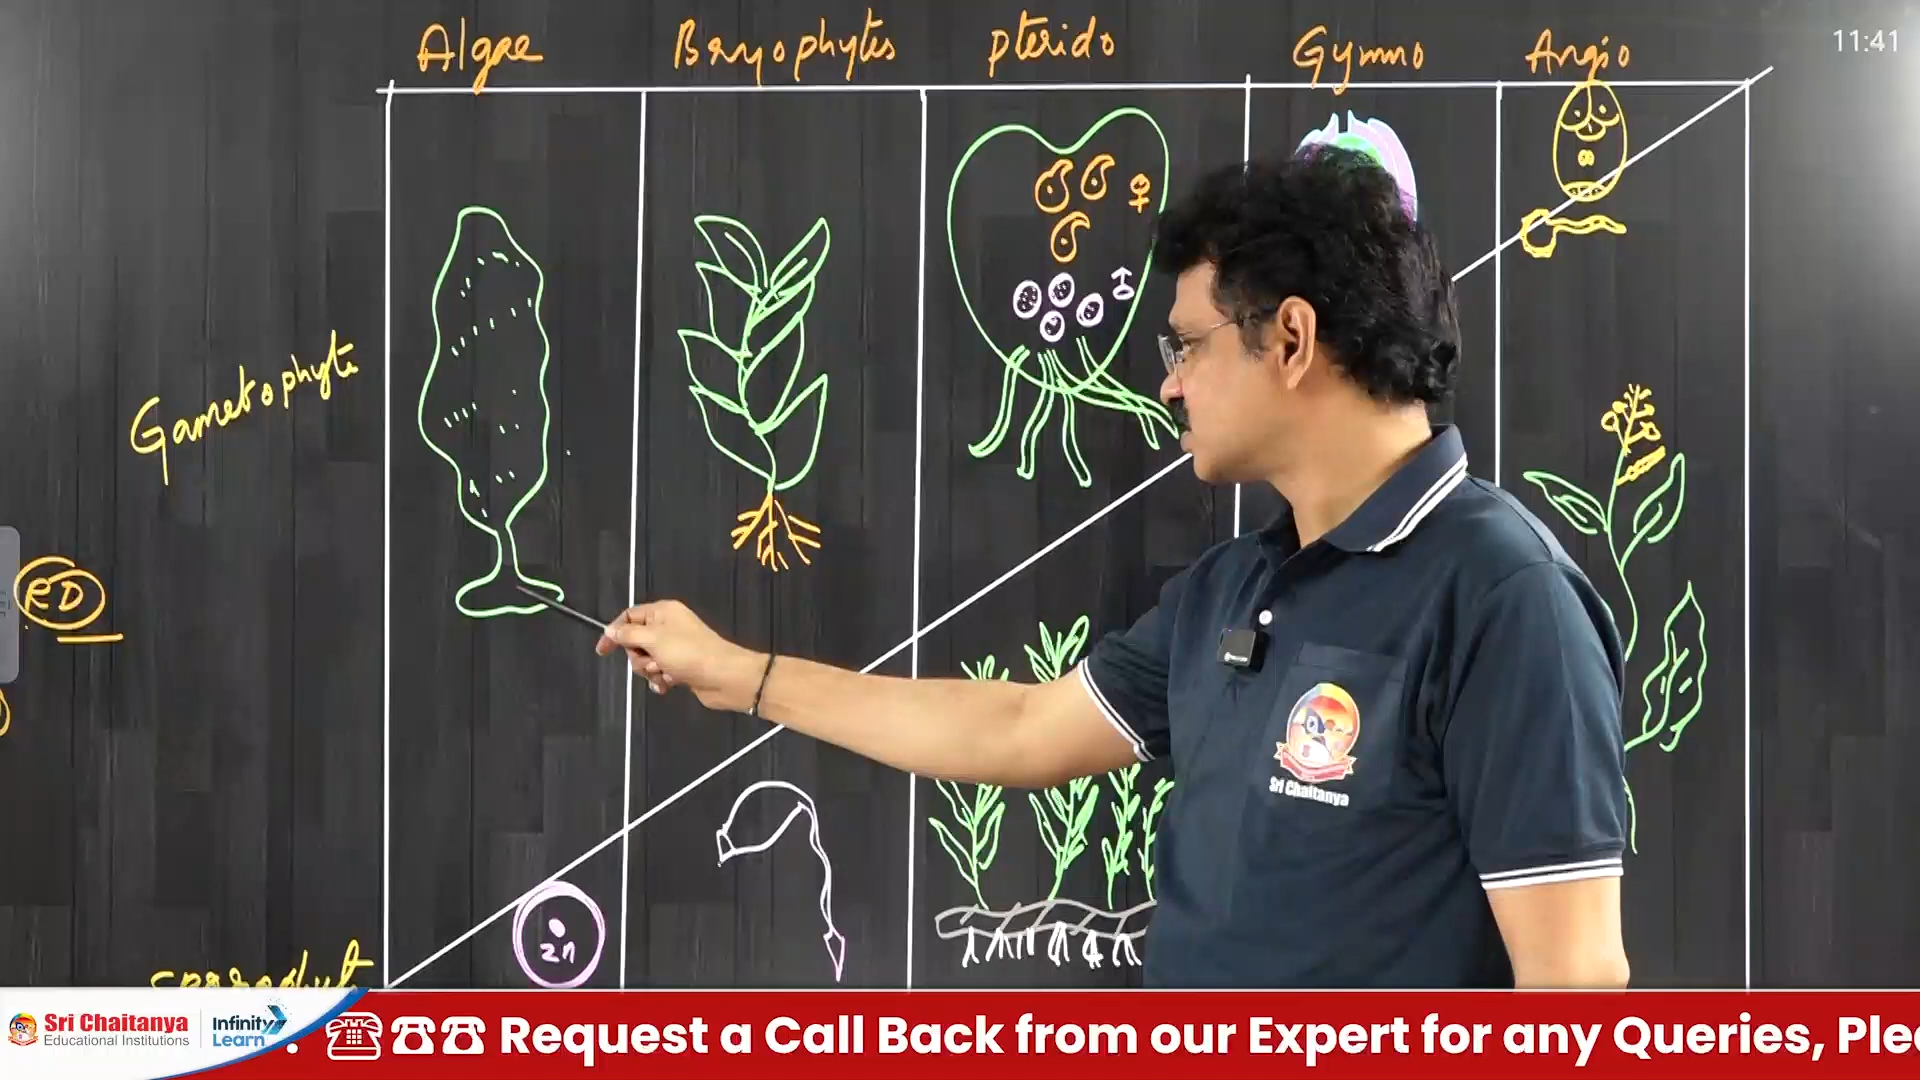 Algae Bryophytes Pterido Gymno Angio
11:41
♀
Gametophyte
RD
2n
Sri Chaitanya
Sri Chaitanya
Educational Institutions
Infinity
Learn
Request a Call Back from our Expert for any Queries,